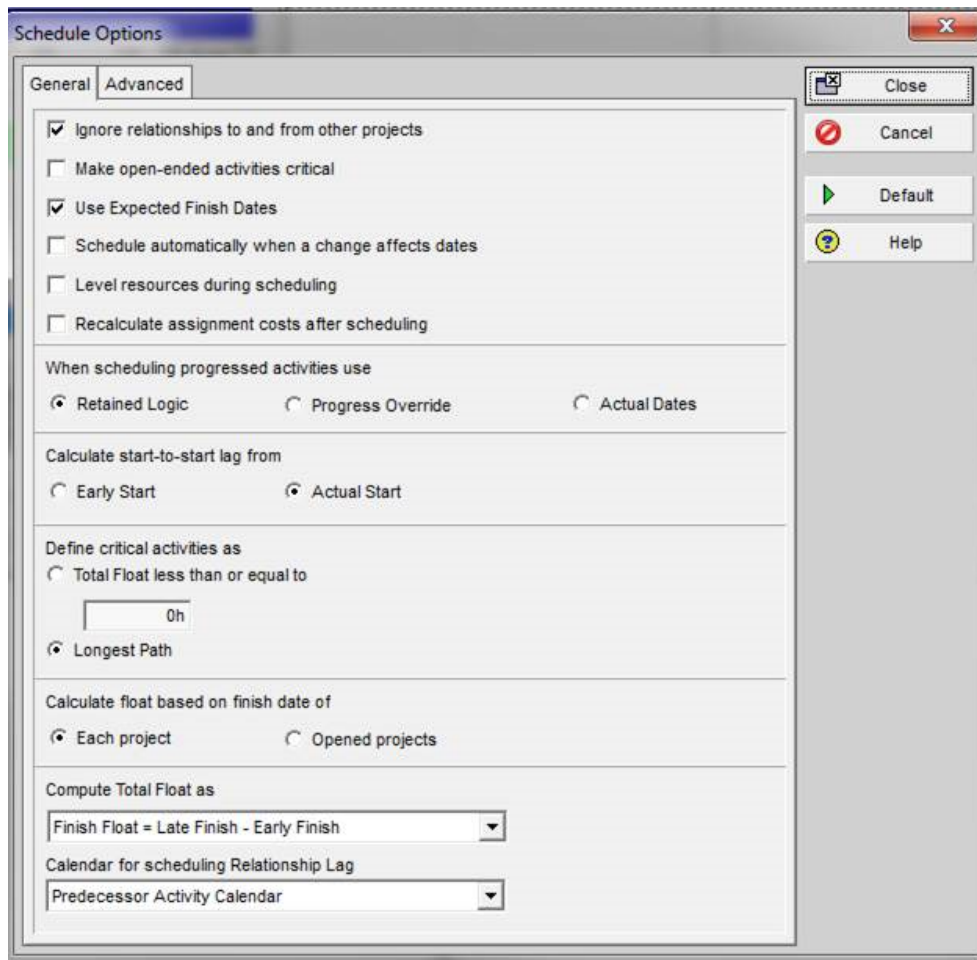 Schedule Options
General
Advanced
Close
Cancel
Default
Help
Ignore relationships to and from other projects
Make open-ended activities critical
Use Expected Finish Dates
Schedule automatically when a change affects dates
Level resources during scheduling
Recalculate assignment costs after scheduling
When scheduling progressed activities use
Retained Logic Progress Override Actual Dates
Calculate start-to-start lag from
Early Start Actual Start
Define critical activities as
Total Float less than or equal to
0h
Longest Path
Calculate float based on finish date of
Each project Opened projects
Compute Total Float as
Finish Float = Late Finish - Early Finish
Calendar for scheduling Relationship Lag
Predecessor Activity Calendar